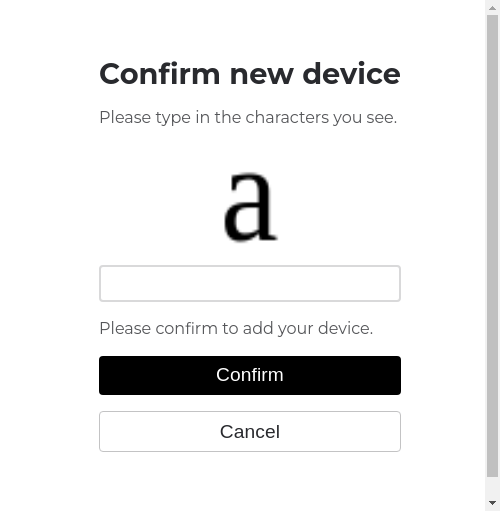 Confirm new device
Please type in the characters you see.
a
Please confirm to add your device.
Confirm
Cancel